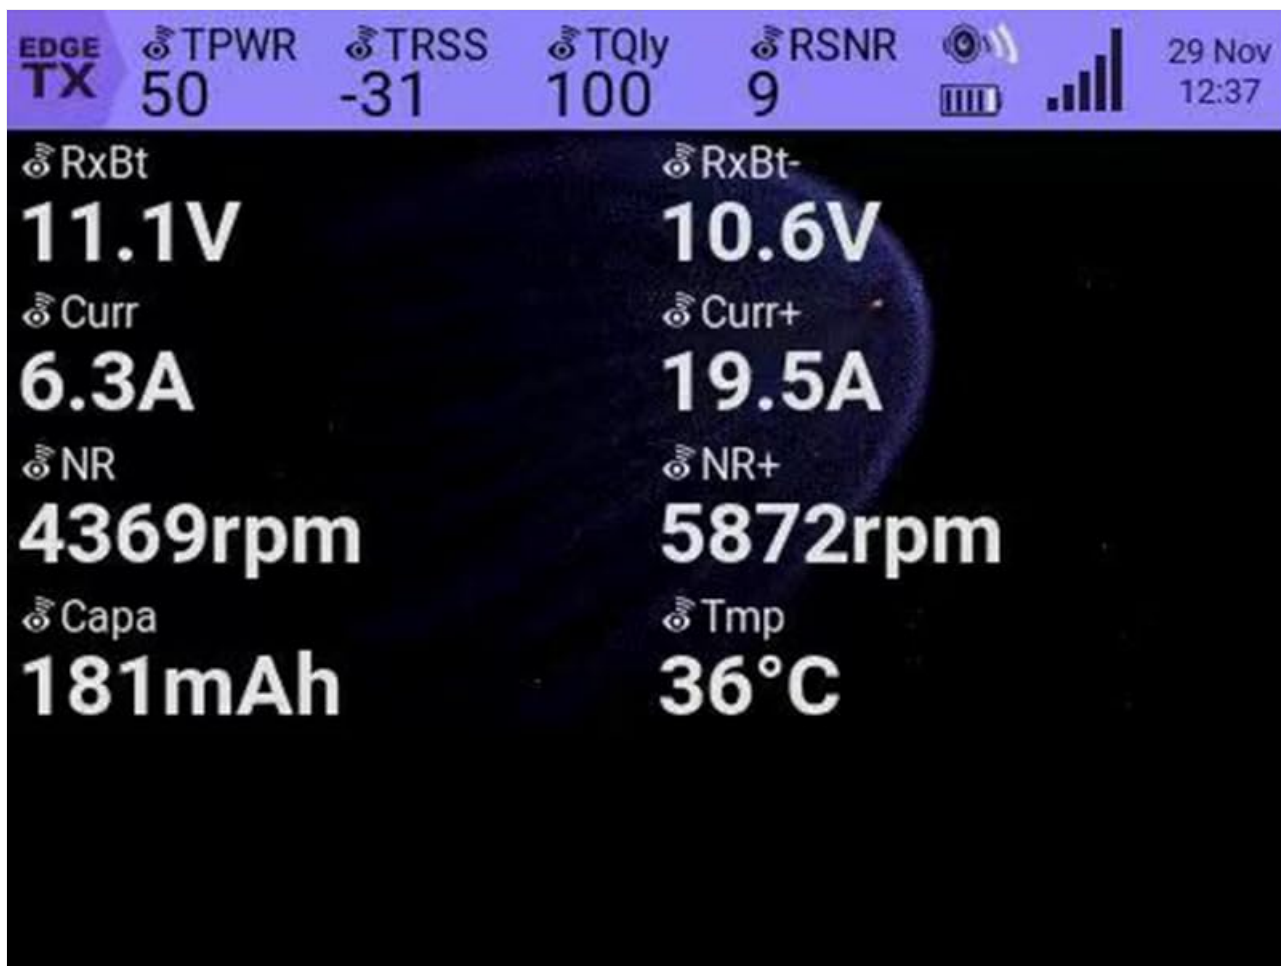 EDGE TX
TPWR TRSS TQly RSNR
50 -31 100 9
29 Nov
12:37
RxBt RxBt-
11.1V 10.6V
Curr Curr+
6.3A 19.5A
NR NR+
4369rpm 5872rpm
Capa Tmp
181mAh 36°C